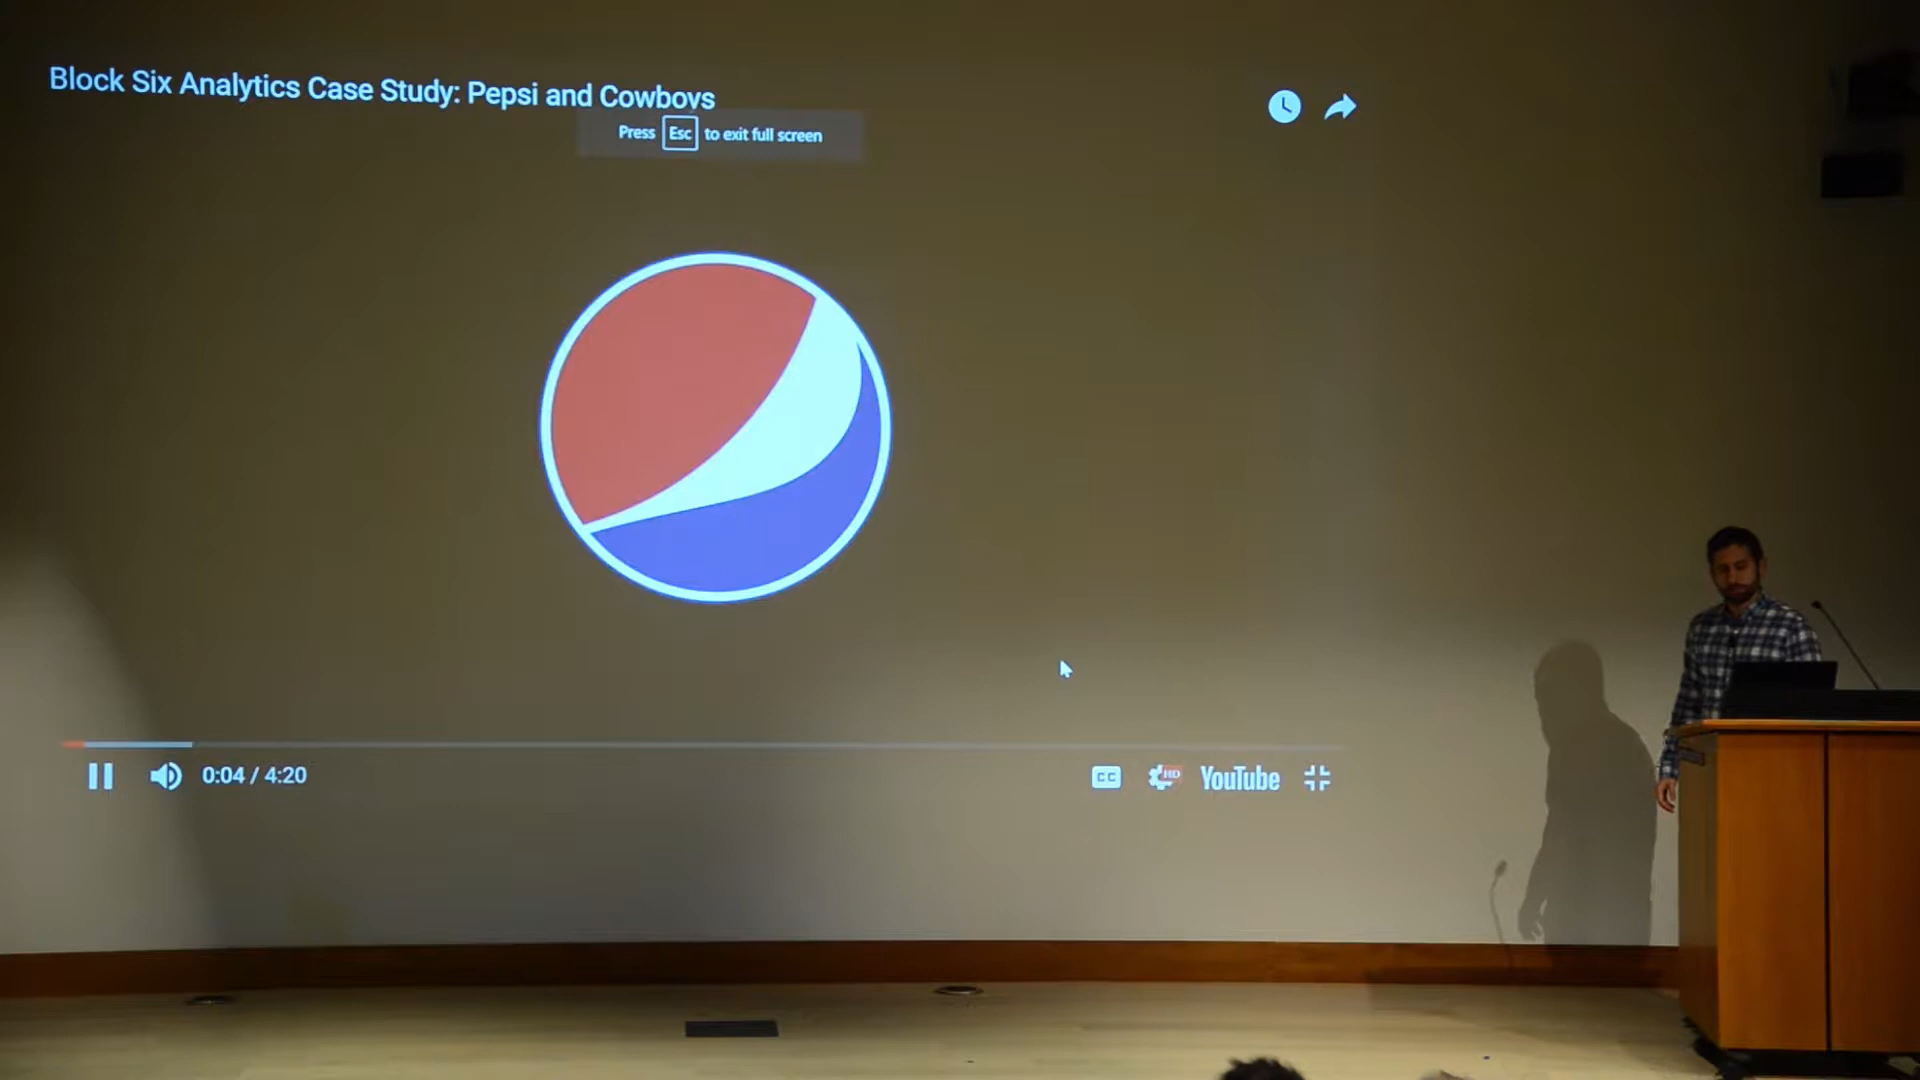 Block Six Analytics Case Study: Pepsi and Cowboys
Press Esc to exit full screen
0:04 / 4:20
CC
HD
YouTube